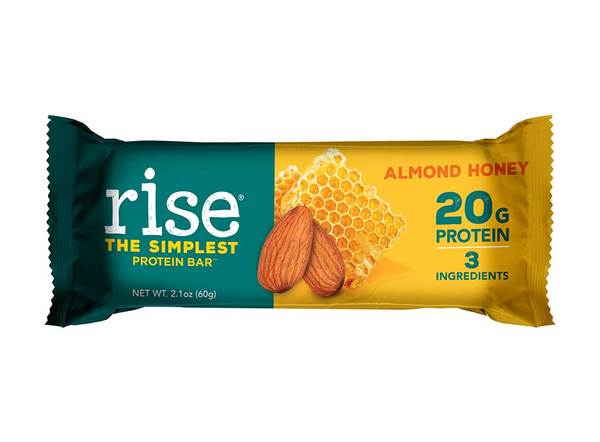 rise®
THE SIMPLEST
PROTEIN BAR™
NET WT. 2.1oz (60g)
ALMOND HONEY
20G
PROTEIN
3
INGREDIENTS